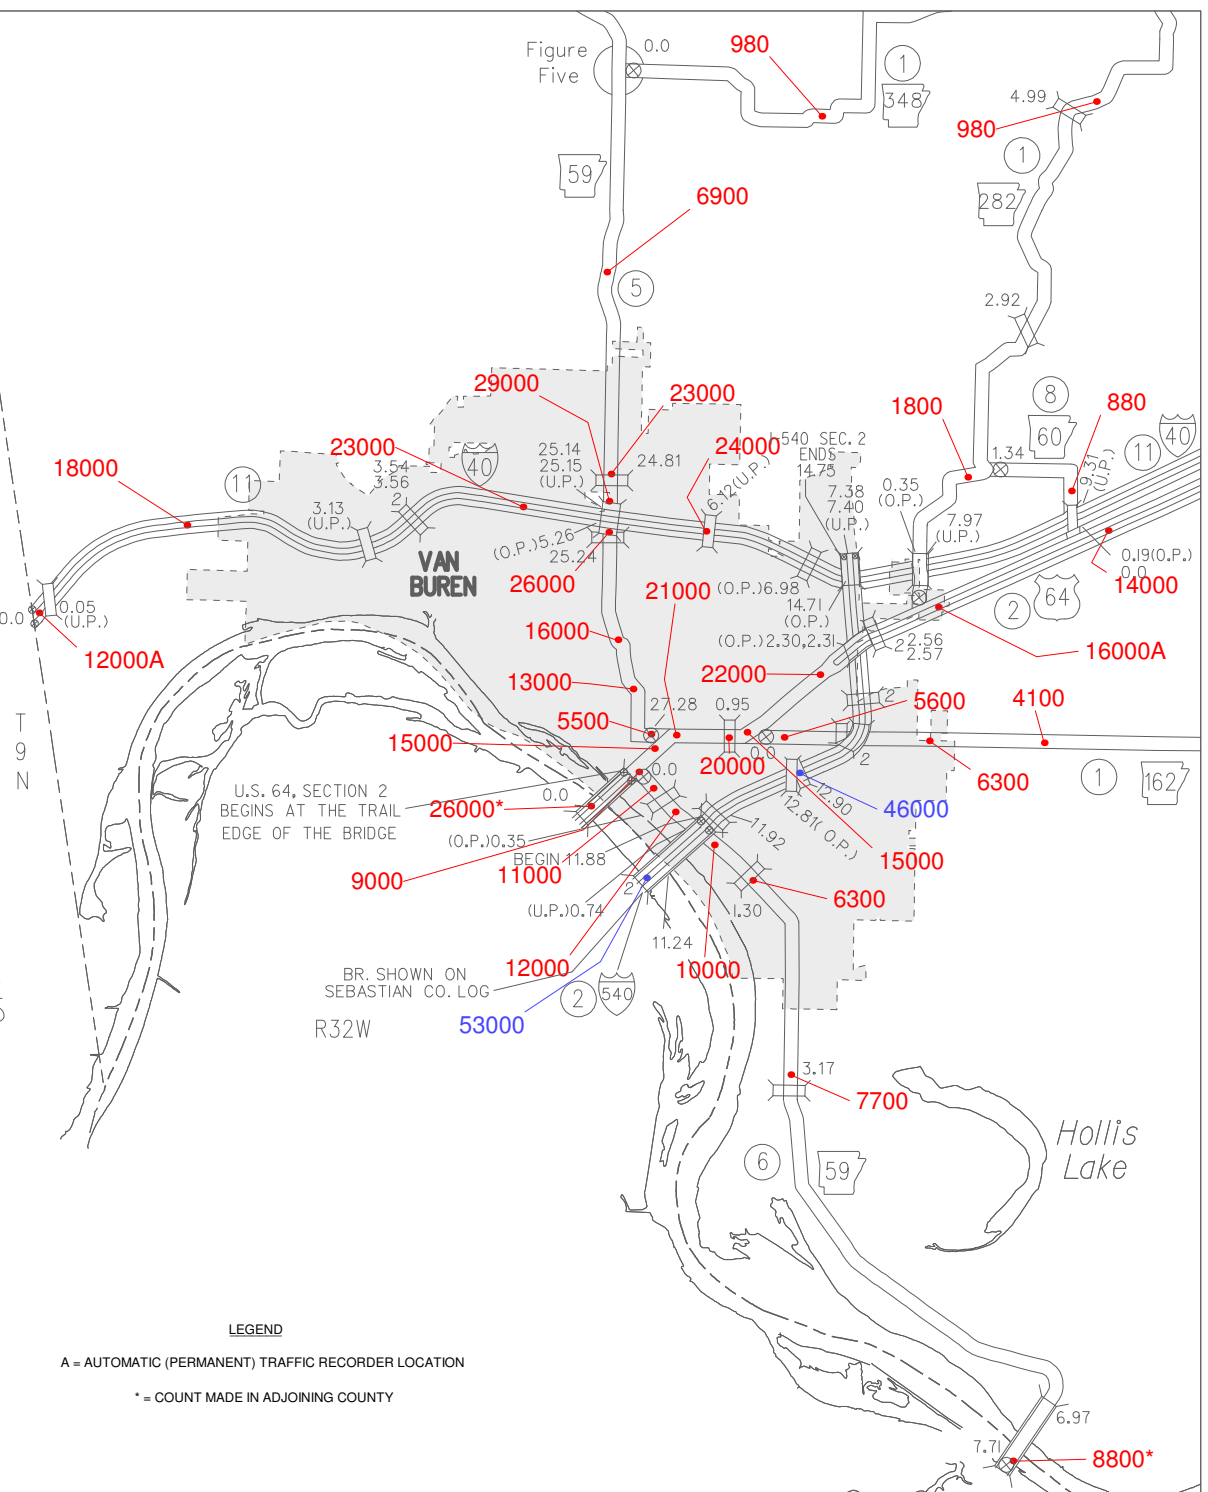 Figure
Five
0.0
980
1
348
4.99
980
1
282
59
6900
5
2.92
29000
23000
1800
8
60
880
11
40
23000
24000
I-540 SEC. 2
ENDS
14.75
18000
11
3.54
3.56
2
40
25.14
25.15
(U.P.)
24.81
6.12(U.P.)
7.38
7.40
(U.P.)
0.35
(O.P.)
1.34
9.31
(U.P.)
3.13
(U.P.)
7.97
(U.P.)
VAN
BUREN
(O.P.)5.26
25.24
26000
21000
(O.P.)6.98
14.71
(O.P.)
0.19(O.P.)
0.0
14000
2
64
0.0
0.05
(U.P.)
12000A
16000
(O.P.)2.30,2.31
2
2.56
2.57
16000A
22000
13000
27.28
0.95
2
5600
4100
T
9
N
5500
15000
0.0
20000
2
6300
1
162
0.0
U.S. 64, SECTION 2
BEGINS AT THE TRAIL
EDGE OF THE BRIDGE
0.0
26000*
12.90
46000
12.81( O.P.)
(O.P.)0.35
BEGIN 11.88
11.92
15000
9000
11000
2
6300
(U.P.)0.74
1.30
11.24
12000
10000
BR. SHOWN ON
SEBASTIAN CO. LOG
2
540
R32W
53000
3.17
7700
Hollis
Lake
6
59
LEGEND
A = AUTOMATIC (PERMANENT) TRAFFIC RECORDER LOCATION
* = COUNT MADE IN ADJOINING COUNTY
6.97
7.71
8800*